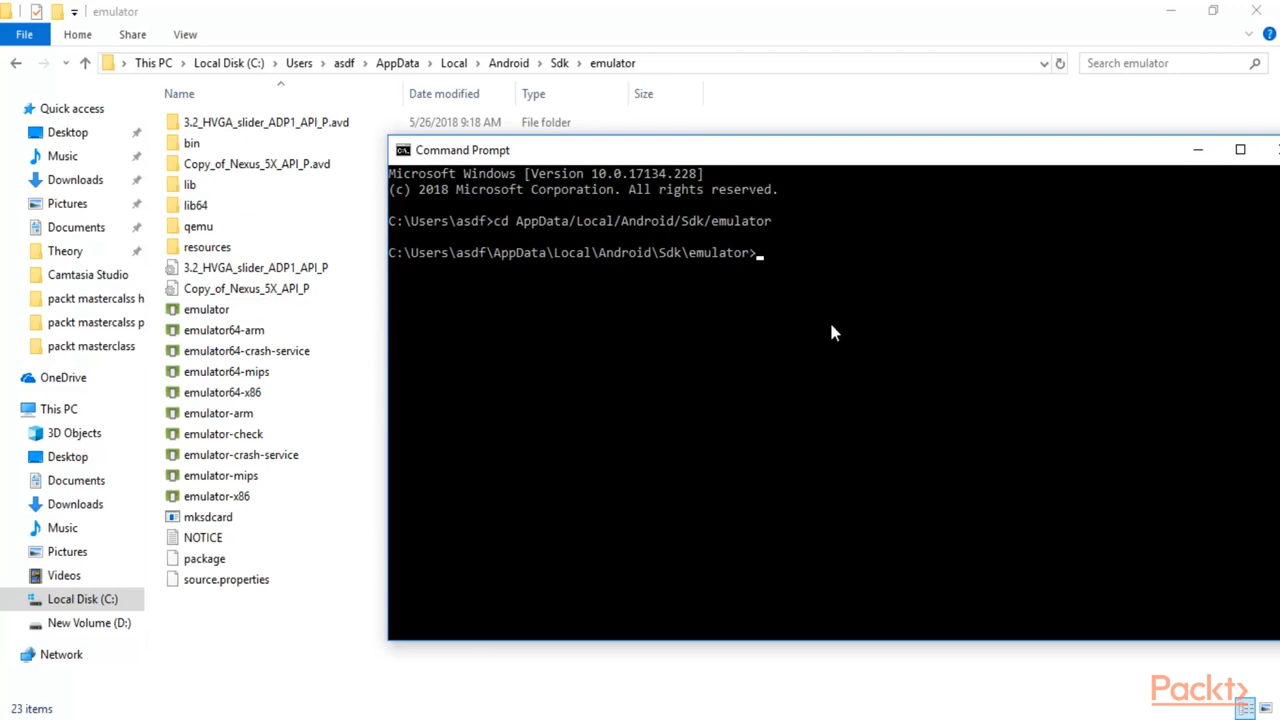 emulator
File
Home
Share
View
This PC
Local Disk (C:)
Users
asdf
AppData
Local
Android
Sdk
emulator
Search emulator
Name
Date modified
Type
Size
Quick access
Desktop
Music
Downloads
Pictures
Documents
Theory
Camtasia Studio
packt mastercalss h
packt mastercalss p
packt masterclass
OneDrive
This PC
3D Objects
Desktop
Documents
Downloads
Music
Pictures
Videos
Local Disk (C:)
New Volume (D:)
Network
3.2_HVGA_slider_ADP1_API_P.avd
5/26/2018 9:18 AM
File folder
bin
Copy_of_Nexus_5X_API_P.avd
lib
lib64
qemu
resources
3.2_HVGA_slider_ADP1_API_P
Copy_of_Nexus_5X_API_P
emulator
emulator64-arm
emulator64-crash-service
emulator64-mips
emulator64-x86
emulator-arm
emulator-check
emulator-crash-service
emulator-mips
emulator-x86
mksdcard
NOTICE
package
source.properties
Command Prompt
Microsoft Windows [Version 10.0.17134.228]
(c) 2018 Microsoft Corporation. All rights reserved.
C:\Users\asdf>cd AppData/Local/Android/Sdk/emulator
C:\Users\asdf\AppData\Local\Android\Sdk\emulator>
23 items
Packt